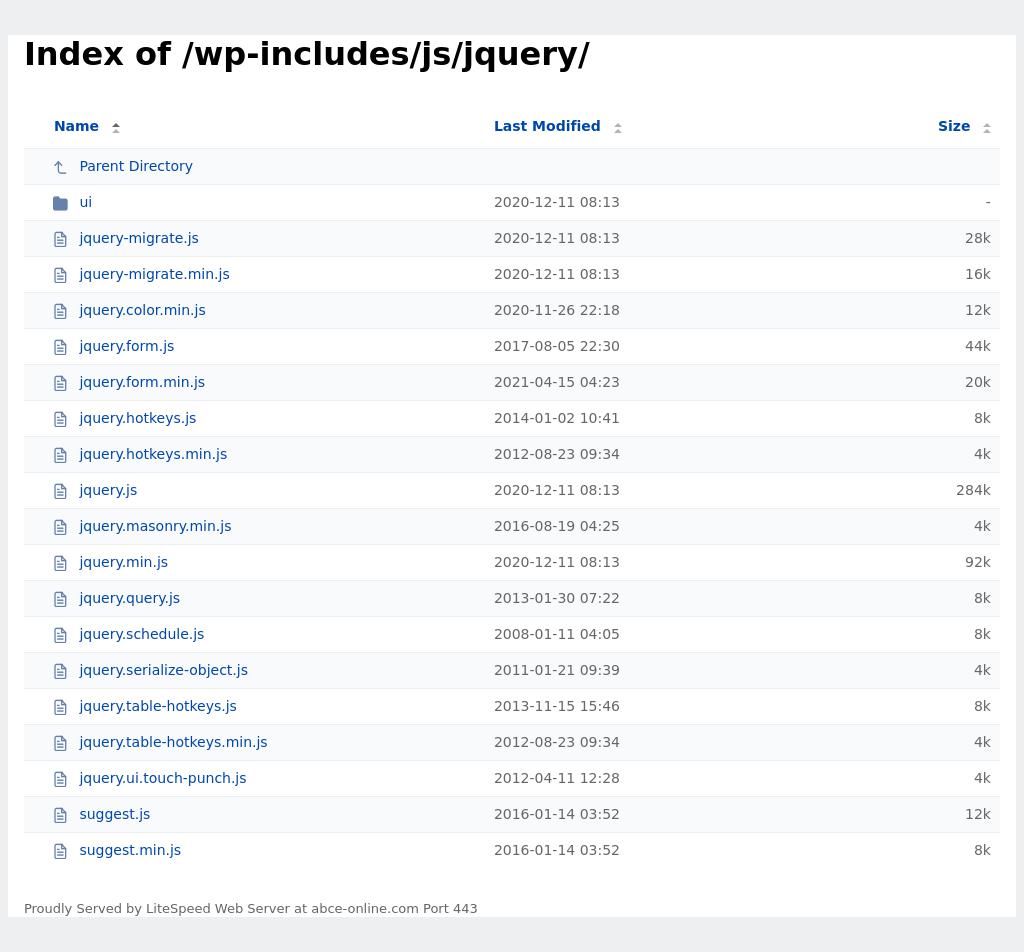 Index of /wp-includes/js/jquery/
Name Last Modified Size
Parent Directory
ui 2020-12-11 08:13 -
jquery-migrate.js 2020-12-11 08:13 28k
jquery-migrate.min.js 2020-12-11 08:13 16k
jquery.color.min.js 2020-11-26 22:18 12k
jquery.form.js 2017-08-05 22:30 44k
jquery.form.min.js 2021-04-15 04:23 20k
jquery.hotkeys.js 2014-01-02 10:41 8k
jquery.hotkeys.min.js 2012-08-23 09:34 4k
jquery.js 2020-12-11 08:13 284k
jquery.masonry.min.js 2016-08-19 04:25 4k
jquery.min.js 2020-12-11 08:13 92k
jquery.query.js 2013-01-30 07:22 8k
jquery.schedule.js 2008-01-11 04:05 8k
jquery.serialize-object.js 2011-01-21 09:39 4k
jquery.table-hotkeys.js 2013-11-15 15:46 8k
jquery.table-hotkeys.min.js 2012-08-23 09:34 4k
jquery.ui.touch-punch.js 2012-04-11 12:28 4k
suggest.js 2016-01-14 03:52 12k
suggest.min.js 2016-01-14 03:52 8k
Proudly Served by LiteSpeed Web Server at abce-online.com Port 443